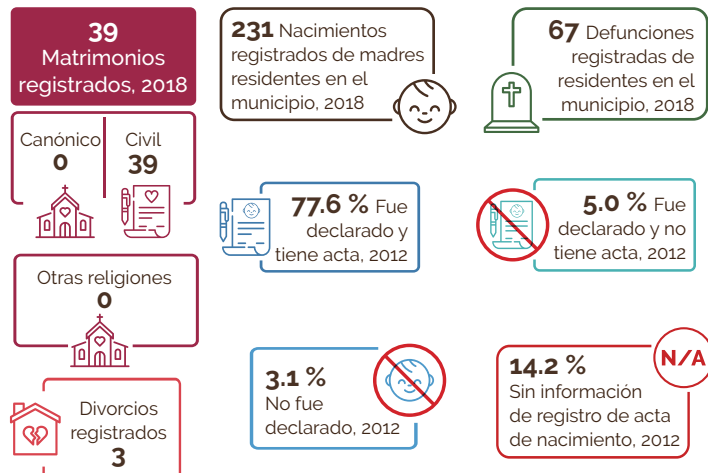 39
Matrimonios
registrados, 2018
Canónico
0
Civil
39
Otras religiones
0
Divorcios
registrados
3
231 Nacimientos
registrados de madres
residentes en el
municipio, 2018
67 Defunciones
registradas de
residentes en el
municipio, 2018
77.6 % Fue
declarado y
tiene acta, 2012
5.0 % Fue
declarado y no
tiene acta, 2012
3.1 %
No fue
declarado, 2012
14.2 %
Sin información
de registro de acta
de nacimiento, 2012
N/A